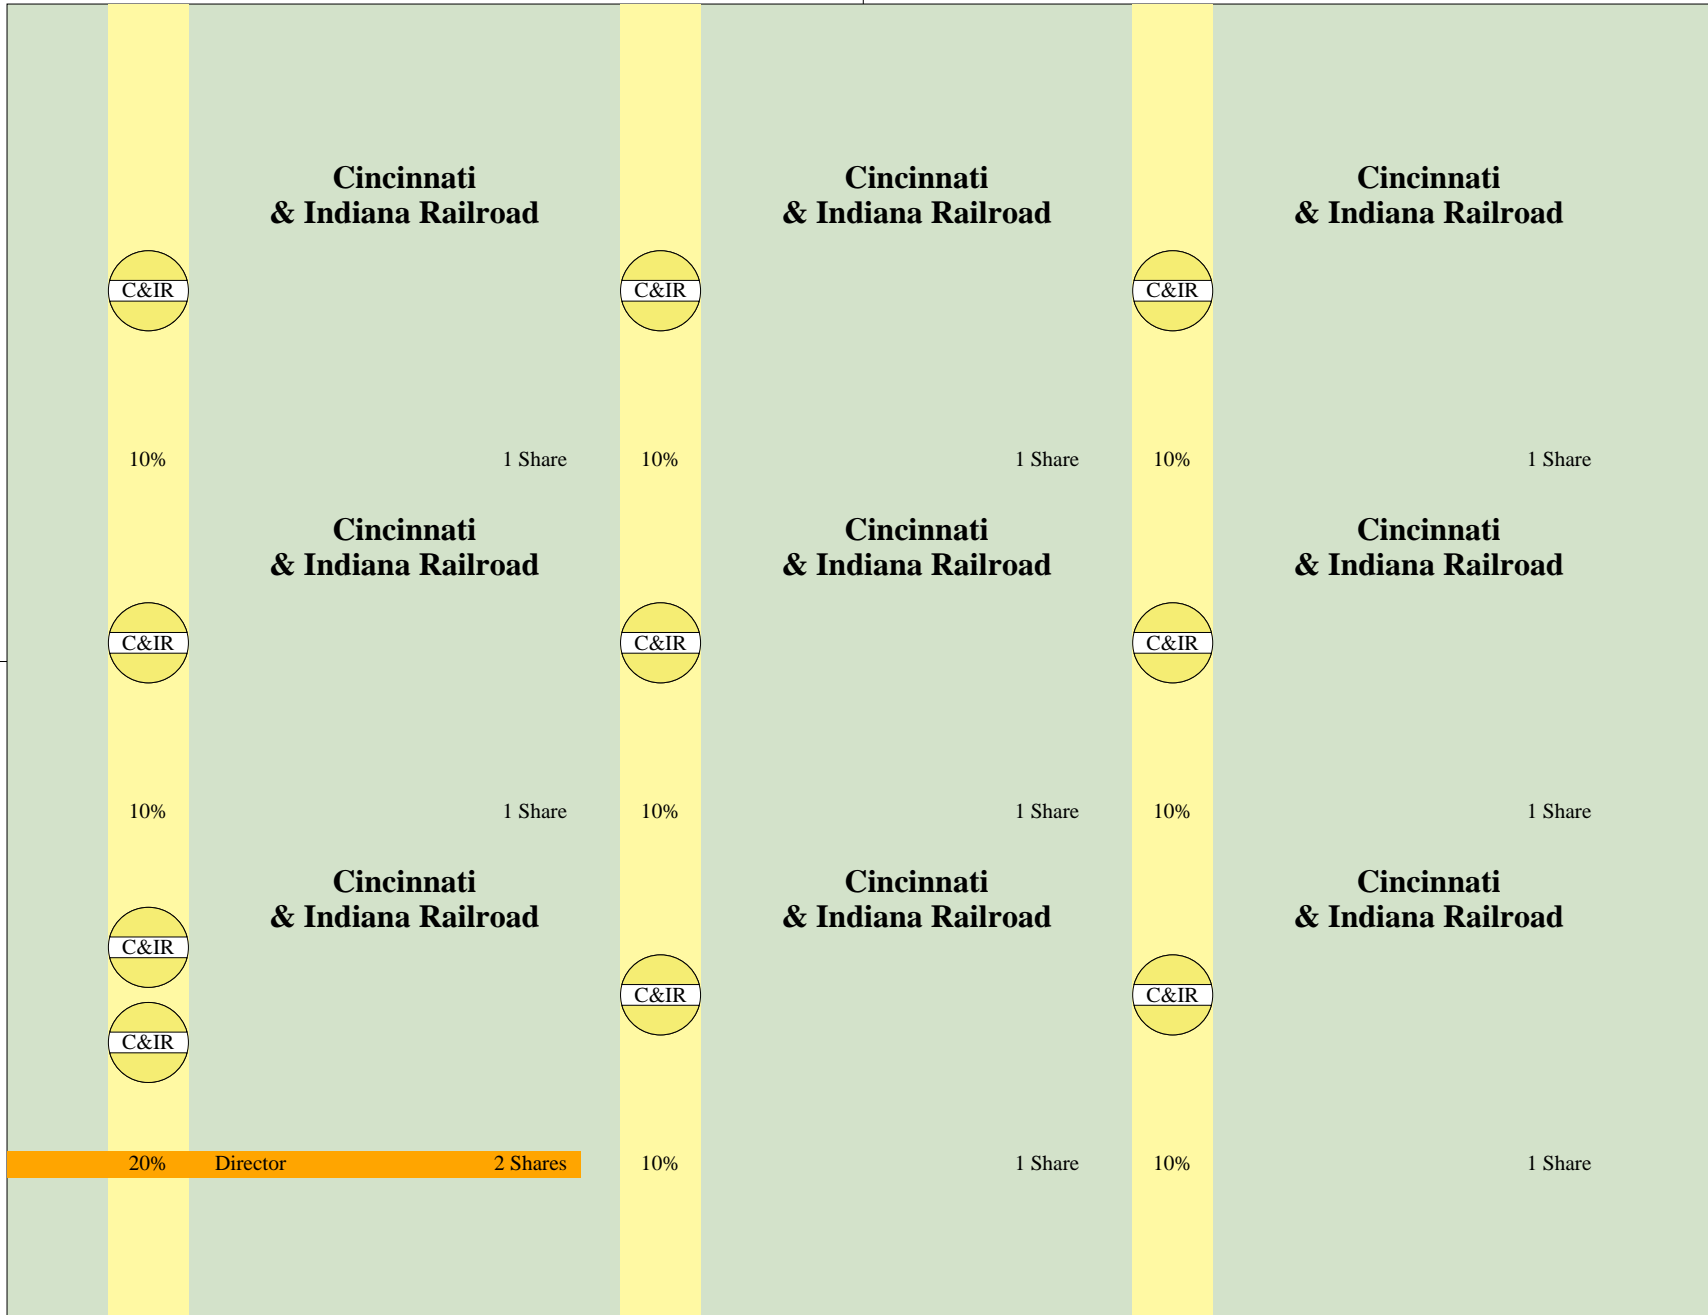 Cincinnati
& Indiana Railroad
C&IR
10%
1 Share
Cincinnati
& Indiana Railroad
C&IR
10%
1 Share
Cincinnati
& Indiana Railroad
C&IR
10%
1 Share
Cincinnati
& Indiana Railroad
C&IR
10%
1 Share
Cincinnati
& Indiana Railroad
C&IR
10%
1 Share
Cincinnati
& Indiana Railroad
C&IR
10%
1 Share
Cincinnati
& Indiana Railroad
C&IR
C&IR
20% Director 2 Shares
Cincinnati
& Indiana Railroad
C&IR
10%
1 Share
Cincinnati
& Indiana Railroad
C&IR
10%
1 Share